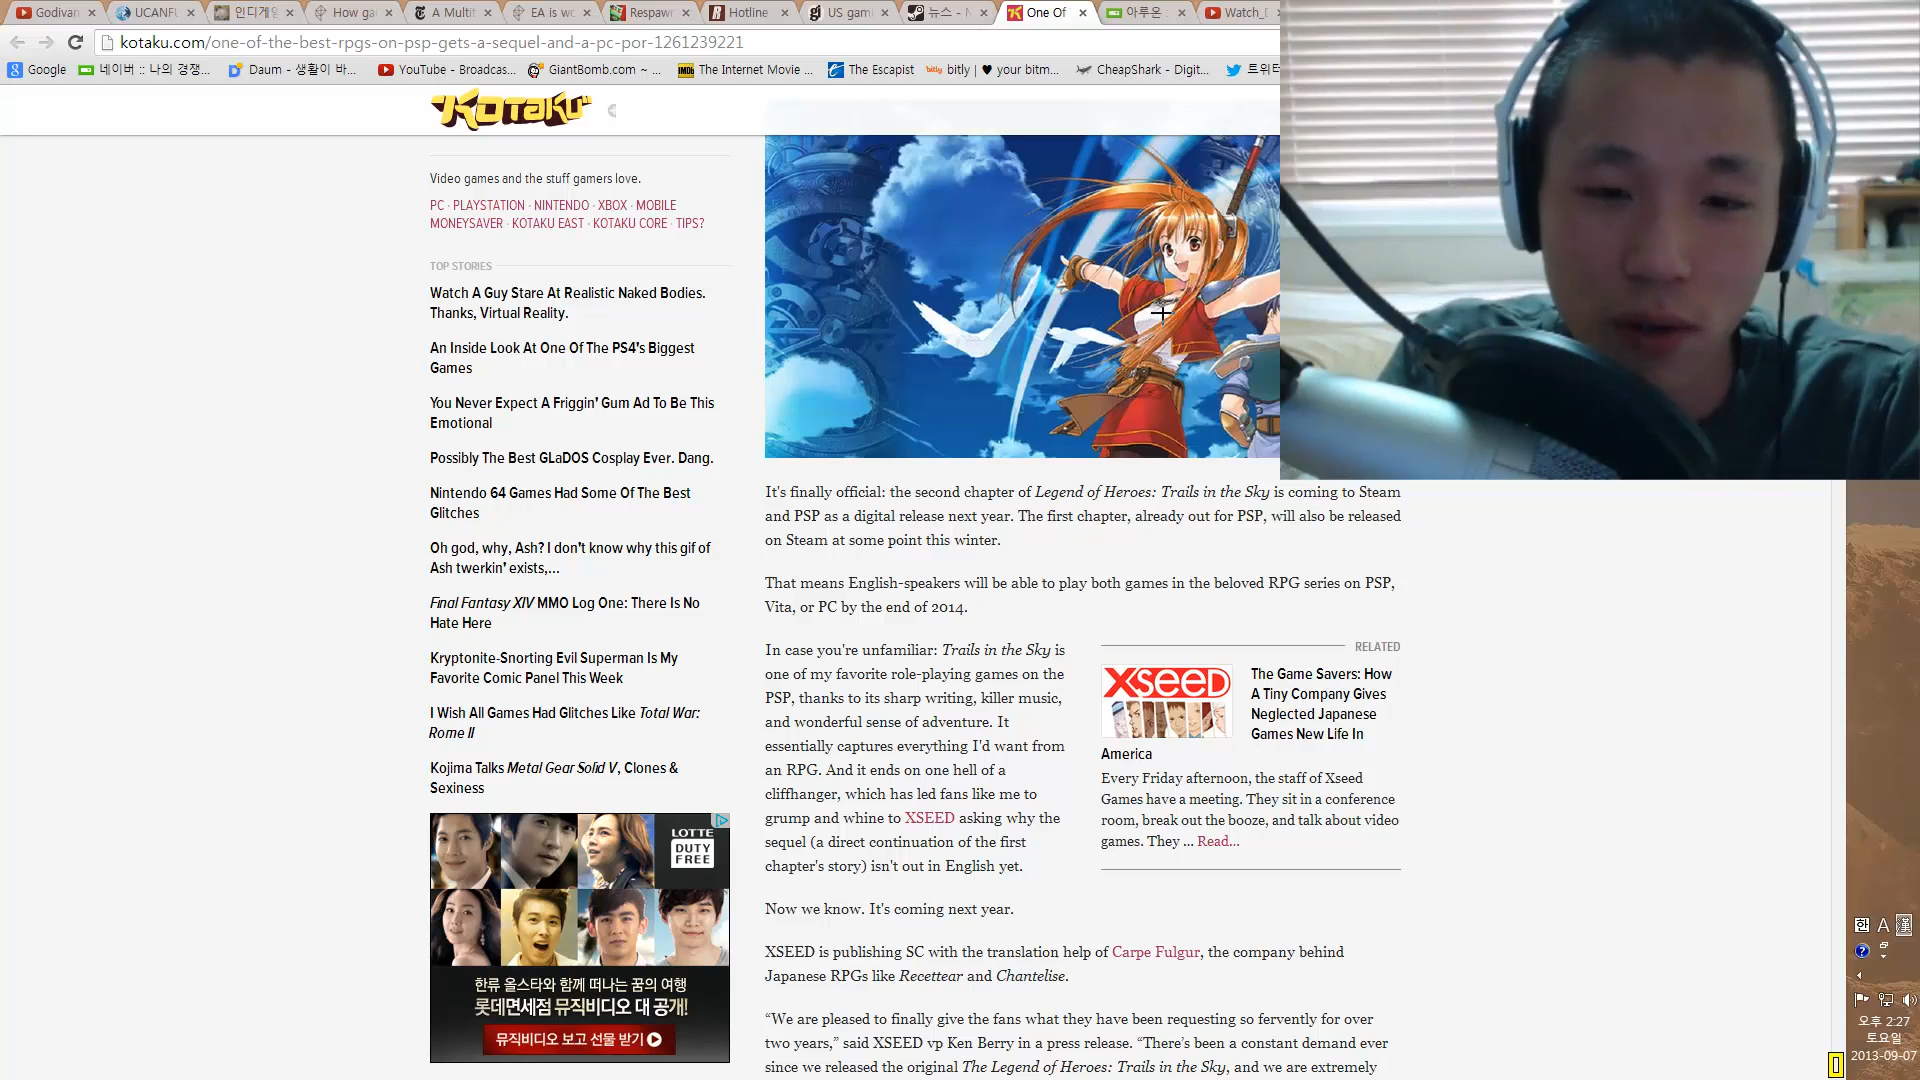 Godivan
UCANFU
인디게임
How gam
A Multit
EA is wo
Respaw
Hotline
US gami
뉴스 - N
One Of
아루온
Watch_D
kotaku.com/one-of-the-best-rpgs-on-psp-gets-a-sequel-and-a-pc-por-1261239221
Google
네이버 :: 나의 경쟁...
Daum - 생활이 바...
YouTube - Broadcas...
GiantBomb.com ~ ...
The Internet Movie ...
The Escapist
bitly | ♥ your bitm...
CheapShark - Digit...
트위터
KOTAKU
Video games and the stuff gamers love.
PC · PLAYSTATION · NINTENDO · XBOX · MOBILE
MONEYSAVER · KOTAKU EAST · KOTAKU CORE · TIPS?
TOP STORIES
Watch A Guy Stare At Realistic Naked Bodies.
Thanks, Virtual Reality.
An Inside Look At One Of The PS4's Biggest
Games
You Never Expect A Friggin' Gum Ad To Be This
Emotional
Possibly The Best GLaDOS Cosplay Ever. Dang.
Nintendo 64 Games Had Some Of The Best
Glitches
Oh god, why, Ash? I don't know why this gif of
Ash twerkin' exists,...
Final Fantasy XIV MMO Log One: There Is No
Hate Here
Kryptonite-Snorting Evil Superman Is My
Favorite Comic Panel This Week
I Wish All Games Had Glitches Like Total War:
Rome II
Kojima Talks Metal Gear Solid V, Clones &
Sexiness
LOTTE
DUTY
FREE
한류 올스타와 함께 떠나는 꿈의 여행
롯데면세점 뮤직비디오 대 공개!
뮤직비디오 보고 선물 받기
It's finally official: the second chapter of Legend of Heroes: Trails in the Sky is coming to Steam
and PSP as a digital release next year. The first chapter, already out for PSP, will also be released
on Steam at some point this winter.
That means English-speakers will be able to play both games in the beloved RPG series on PSP,
Vita, or PC by the end of 2014.
In case you're unfamiliar: Trails in the Sky is
one of my favorite role-playing games on the
PSP, thanks to its sharp writing, killer music,
and wonderful sense of adventure. It
essentially captures everything I'd want from
an RPG. And it ends on one hell of a
cliffhanger, which has led fans like me to
grump and whine to XSEED asking why the
sequel (a direct continuation of the first
chapter's story) isn't out in English yet.
RELATED
XSEED
The Game Savers: How
A Tiny Company Gives
Neglected Japanese
Games New Life In
America
Every Friday afternoon, the staff of Xseed
Games have a meeting. They sit in a conference
room, break out the booze, and talk about video
games. They ... Read...
Now we know. It's coming next year.
XSEED is publishing SC with the translation help of Carpe Fulgur, the company behind
Japanese RPGs like Recettear and Chantelise.
“We are pleased to finally give the fans what they have been requesting so fervently for over
two years,” said XSEED vp Ken Berry in a press release. “There's been a constant demand ever
since we released the original The Legend of Heroes: Trails in the Sky, and we are extremely
한 A 漢
오후 2:27
토요일
2013-09-07